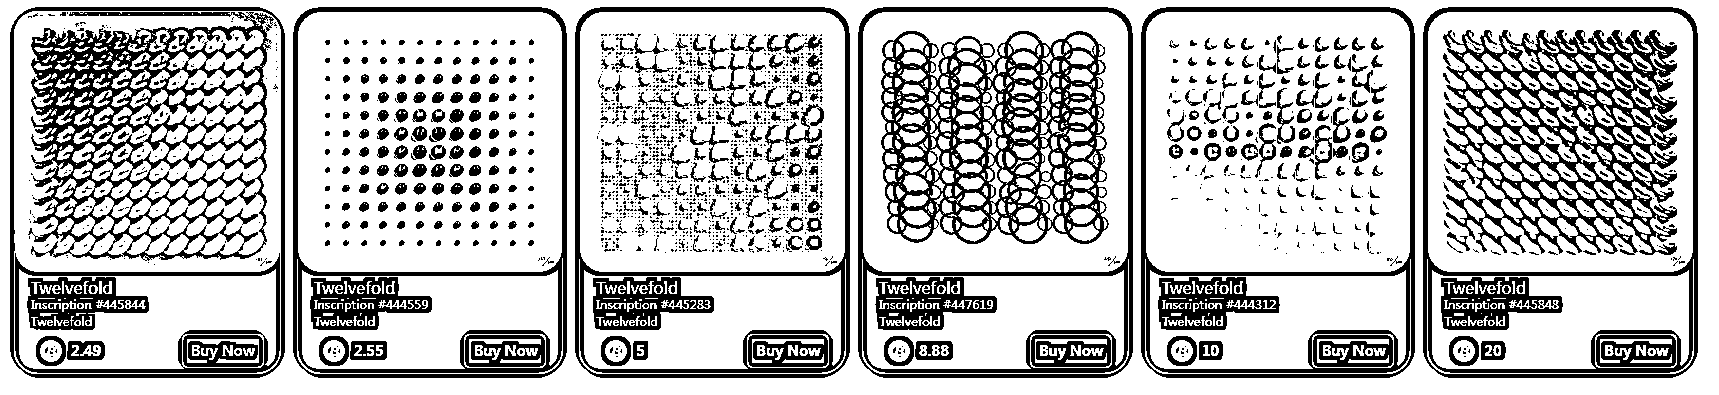 Twelvefold
Inscription #445844
Twelvefold
2.49
Buy Now
Twelvefold
Inscription #444559
Twelvefold
2.55
Buy Now
Twelvefold
Inscription #445283
Twelvefold
5
Buy Now
Twelvefold
Inscription #447619
Twelvefold
8.88
Buy Now
Twelvefold
Inscription #444312
Twelvefold
10
Buy Now
Twelvefold
Inscription #445848
Twelvefold
20
Buy Now